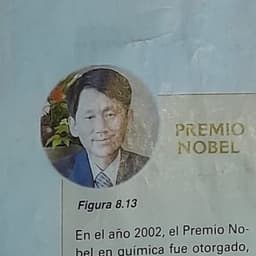 PREMIO
NOBEL
Figura 8.13
En el año 2002, el Premio No-
bel en química fue otorgado,